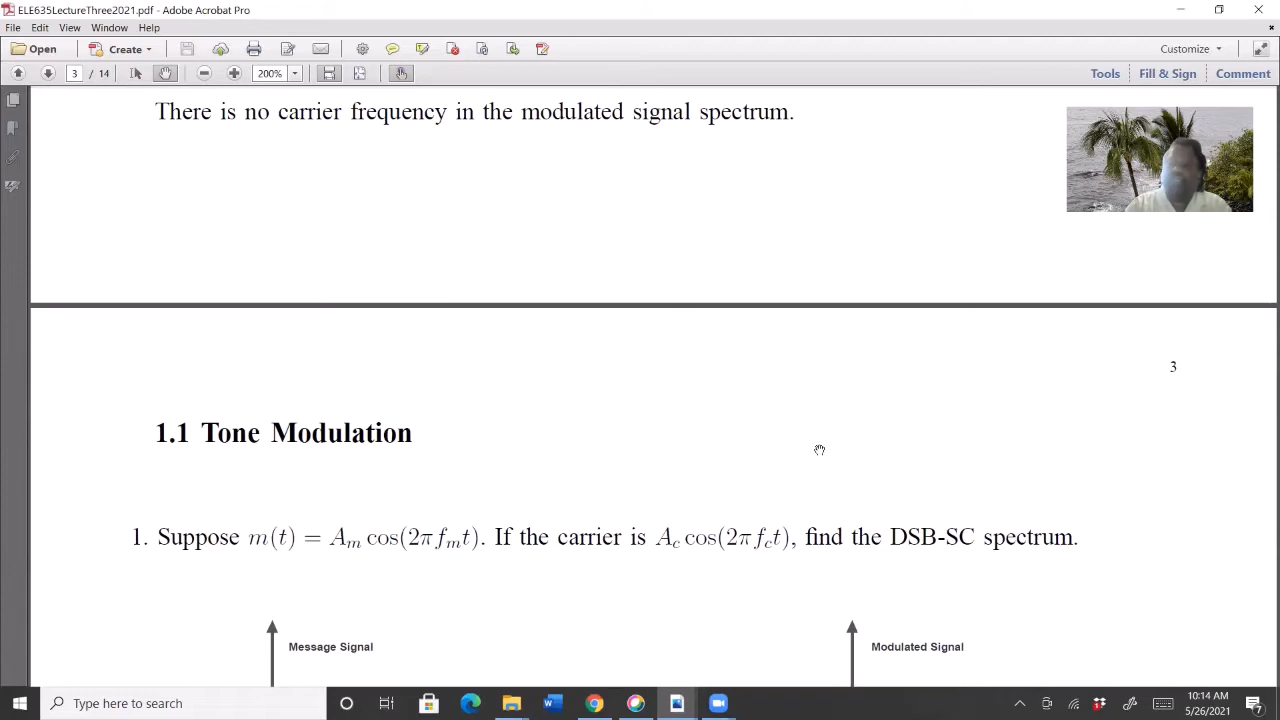 ELE635LectureThree2021.pdf - Adobe Acrobat Pro
File Edit View Window Help
Open Create Customize
3 / 14 200% Tools Fill & Sign Comment
There is no carrier frequency in the modulated signal spectrum.
3
1.1 Tone Modulation
1. Suppose m(t) = A_m cos(2πf_m t). If the carrier is A_c cos(2πf_c t), find the DSB-SC spectrum.
Message Signal Modulated Signal
Type here to search
10:14 AM
5/26/2021
7